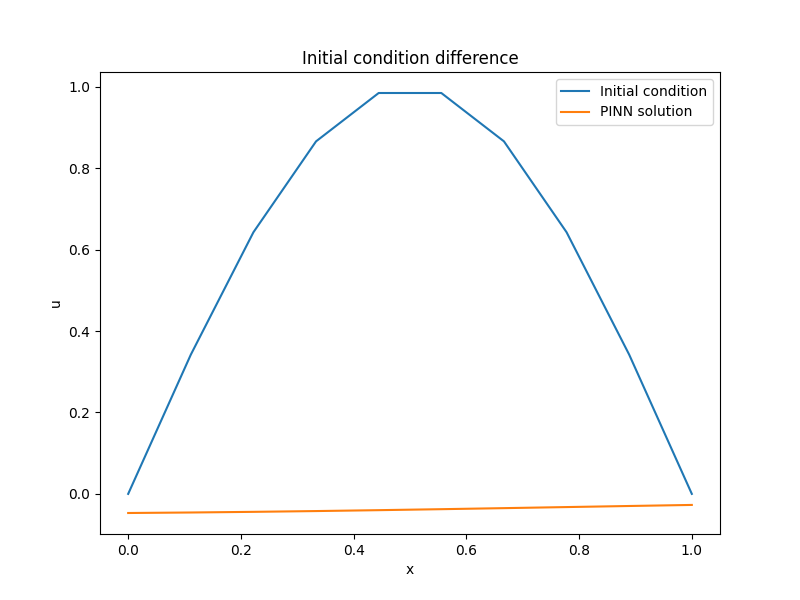 Initial condition difference
Initial condition
PINN solution
1.0
0.8
0.6
0.4
0.2
0.0
u
0.0 0.2 0.4 0.6 0.8 1.0
x